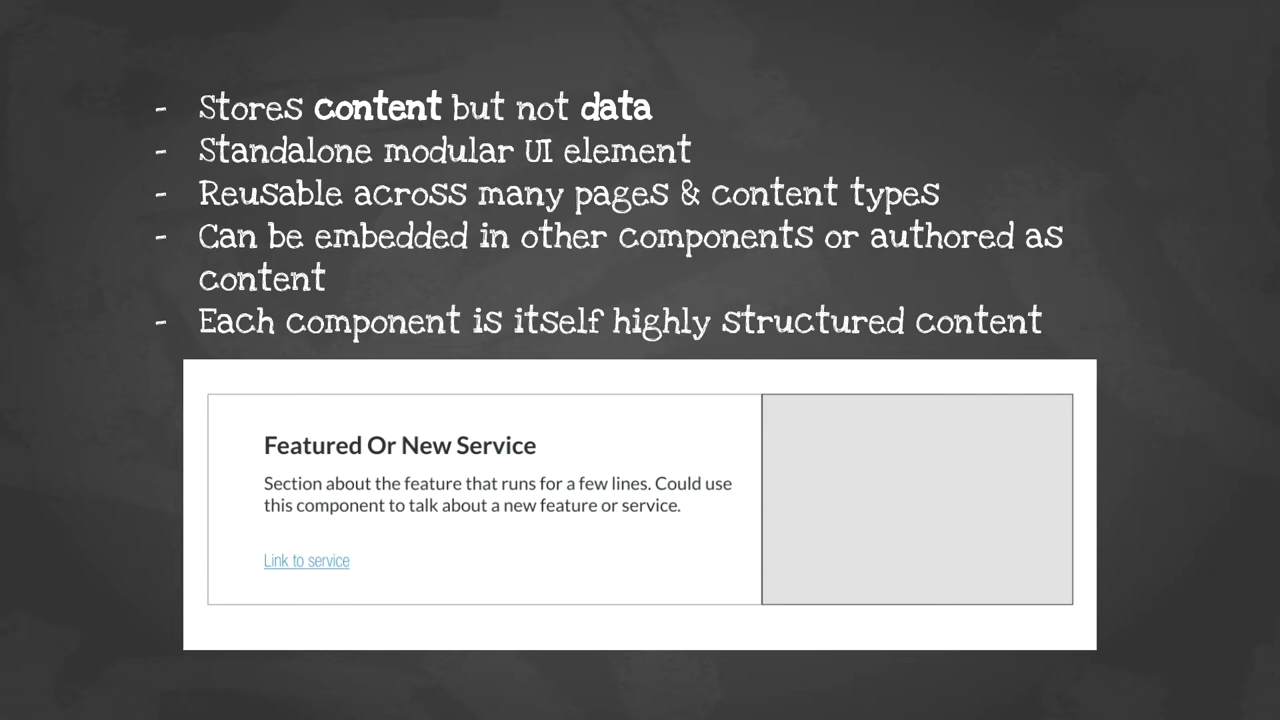 - Stores content but not data
- Standalone modular UI element
- Reusable across many pages & content types
- Can be embedded in other components or authored as
content
- Each component is itself highly structured content
Featured Or New Service
Section about the feature that runs for a few lines. Could use
this component to talk about a new feature or service.
Link to service